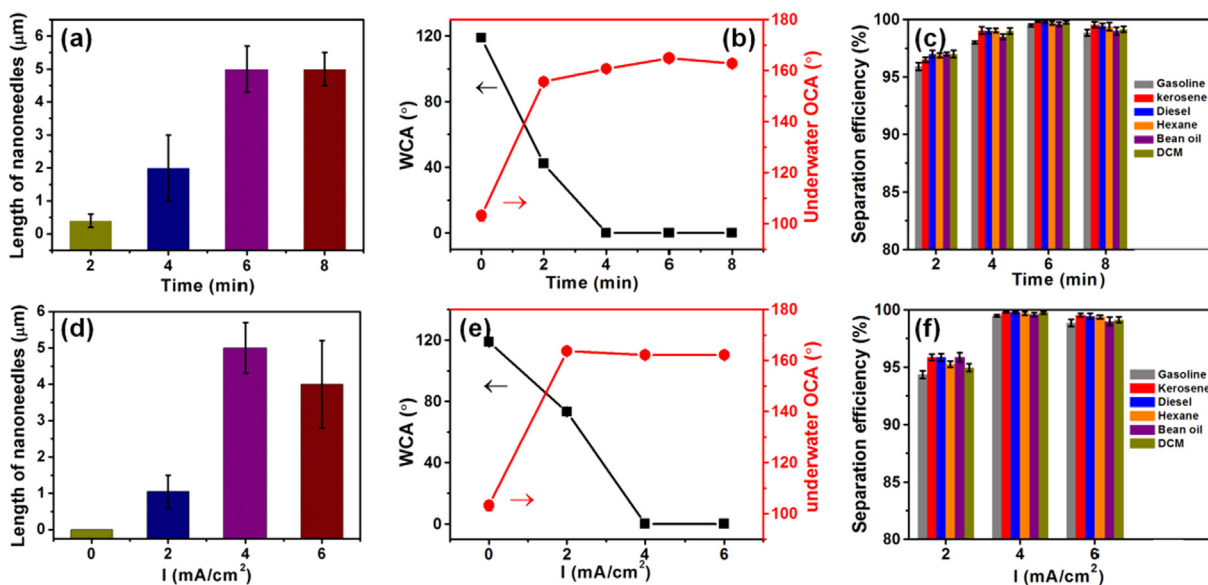 (a)
Length of nanoneedles (μm)
6
5
4
3
2
1
0
2 4 6 8
Time (min)
(b)
WCA (°)
120
80
40
0
0 2 4 6 8
Time (min)
180
160
140
120
100
Underwater OCA (°)
(c)
Separation efficiency (%)
100
95
90
85
80
2 4 6 8
Time (min)
Gasoline
kerosene
Diesel
Hexane
Bean oil
DCM
(d)
Length of nanoneedles (μm)
6
5
4
3
2
1
0
0 2 4 6
I (mA/cm²)
(e)
WCA (°)
120
80
40
0
0 2 4 6
I (mA/cm²)
180
160
140
120
100
underwater OCA (°)
(f)
Separation efficiency (%)
100
95
90
85
80
2 4 6
I (mA/cm²)
Gasoline
Kerosene
Diesel
Hexane
Bean oil
DCM